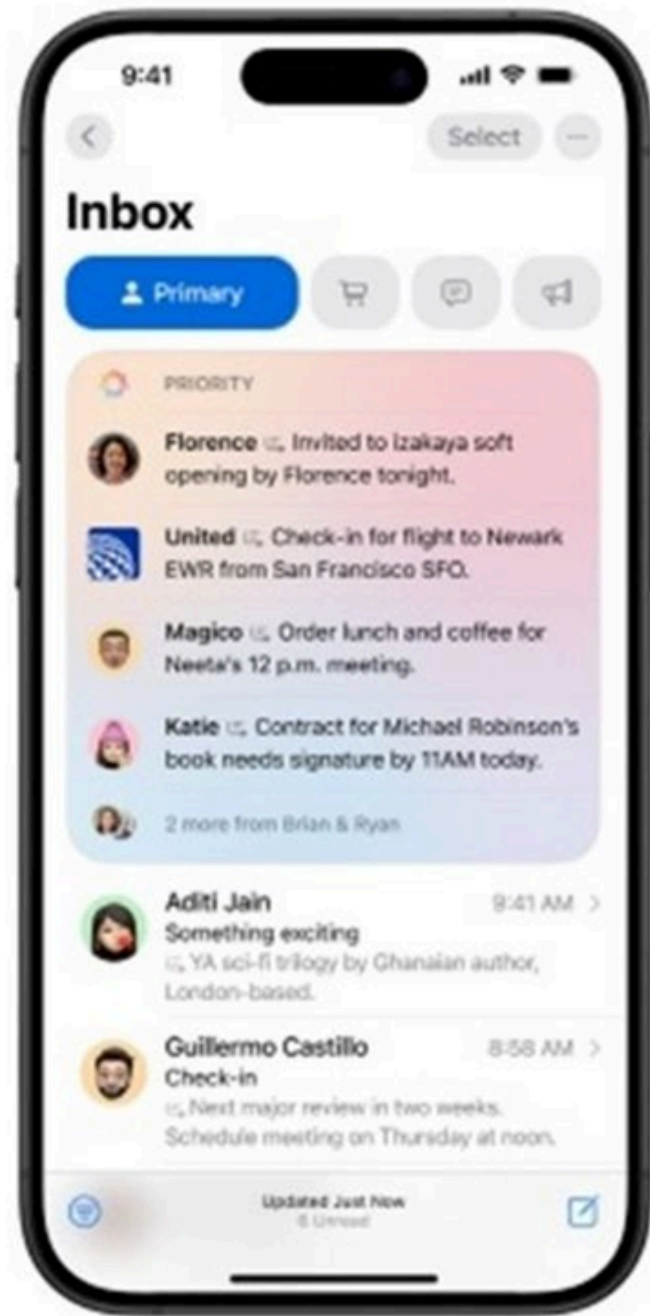 9:41
Select
Inbox
Primary
PRIORITY
Florence Invited to izakaya soft
opening by Florence tonight.
United Check-in for flight to Newark
EWR from San Francisco SFO.
Magico Order lunch and coffee for
Neeta's 12 p.m. meeting.
Katie Contract for Michael Robinson's
book needs signature by 11AM today.
2 more from Brian & Ryan
Aditi Jain 9:41 AM
Something exciting
YA sci-fi trilogy by Ghanaian author,
London-based.
Guillermo Castillo 8:58 AM
Check-in
Next major review in two weeks.
Schedule meeting on Thursday at noon.
Updated Just Now
6 Unread